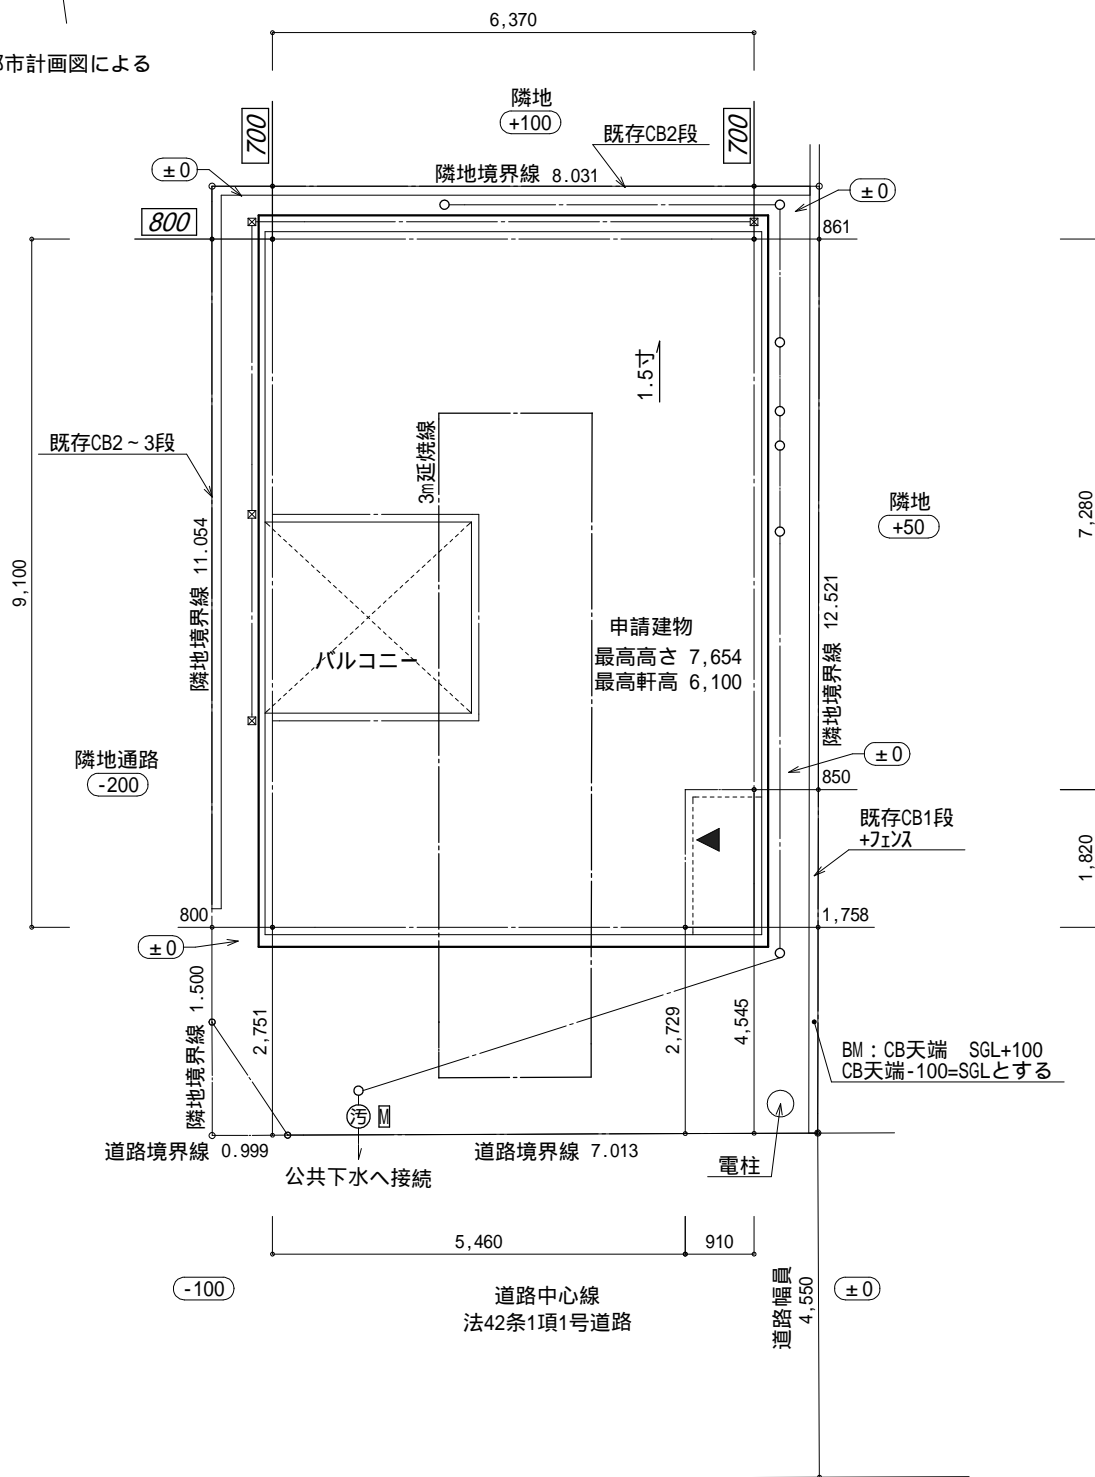 6,370
都市計画図による
隣地
+100
700
700
既存CB2段
±0
隣地境界線 8.031
±0
800
861
1.5寸
既存CB2~3段
3m延焼線
隣地
+50
7,280
9,100
隣地境界線 11.054
隣地境界線 12.521
申請建物
最高高さ 7,654
最高軒高 6,100
バルコニー
隣地通路
-200
±0
850
既存CB1段
+フェンス
1,820
800
1,758
±0
隣地境界線 1.500
2,751
2,729
4,545
BM:CB天端 SGL+100
CB天端-100=SGLとする
汚 M
道路境界線 0.999
道路境界線 7.013
電柱
公共下水へ接続
5,460
910
-100
道路中心線
法42条1項1号道路
道路幅員
4,550
±0